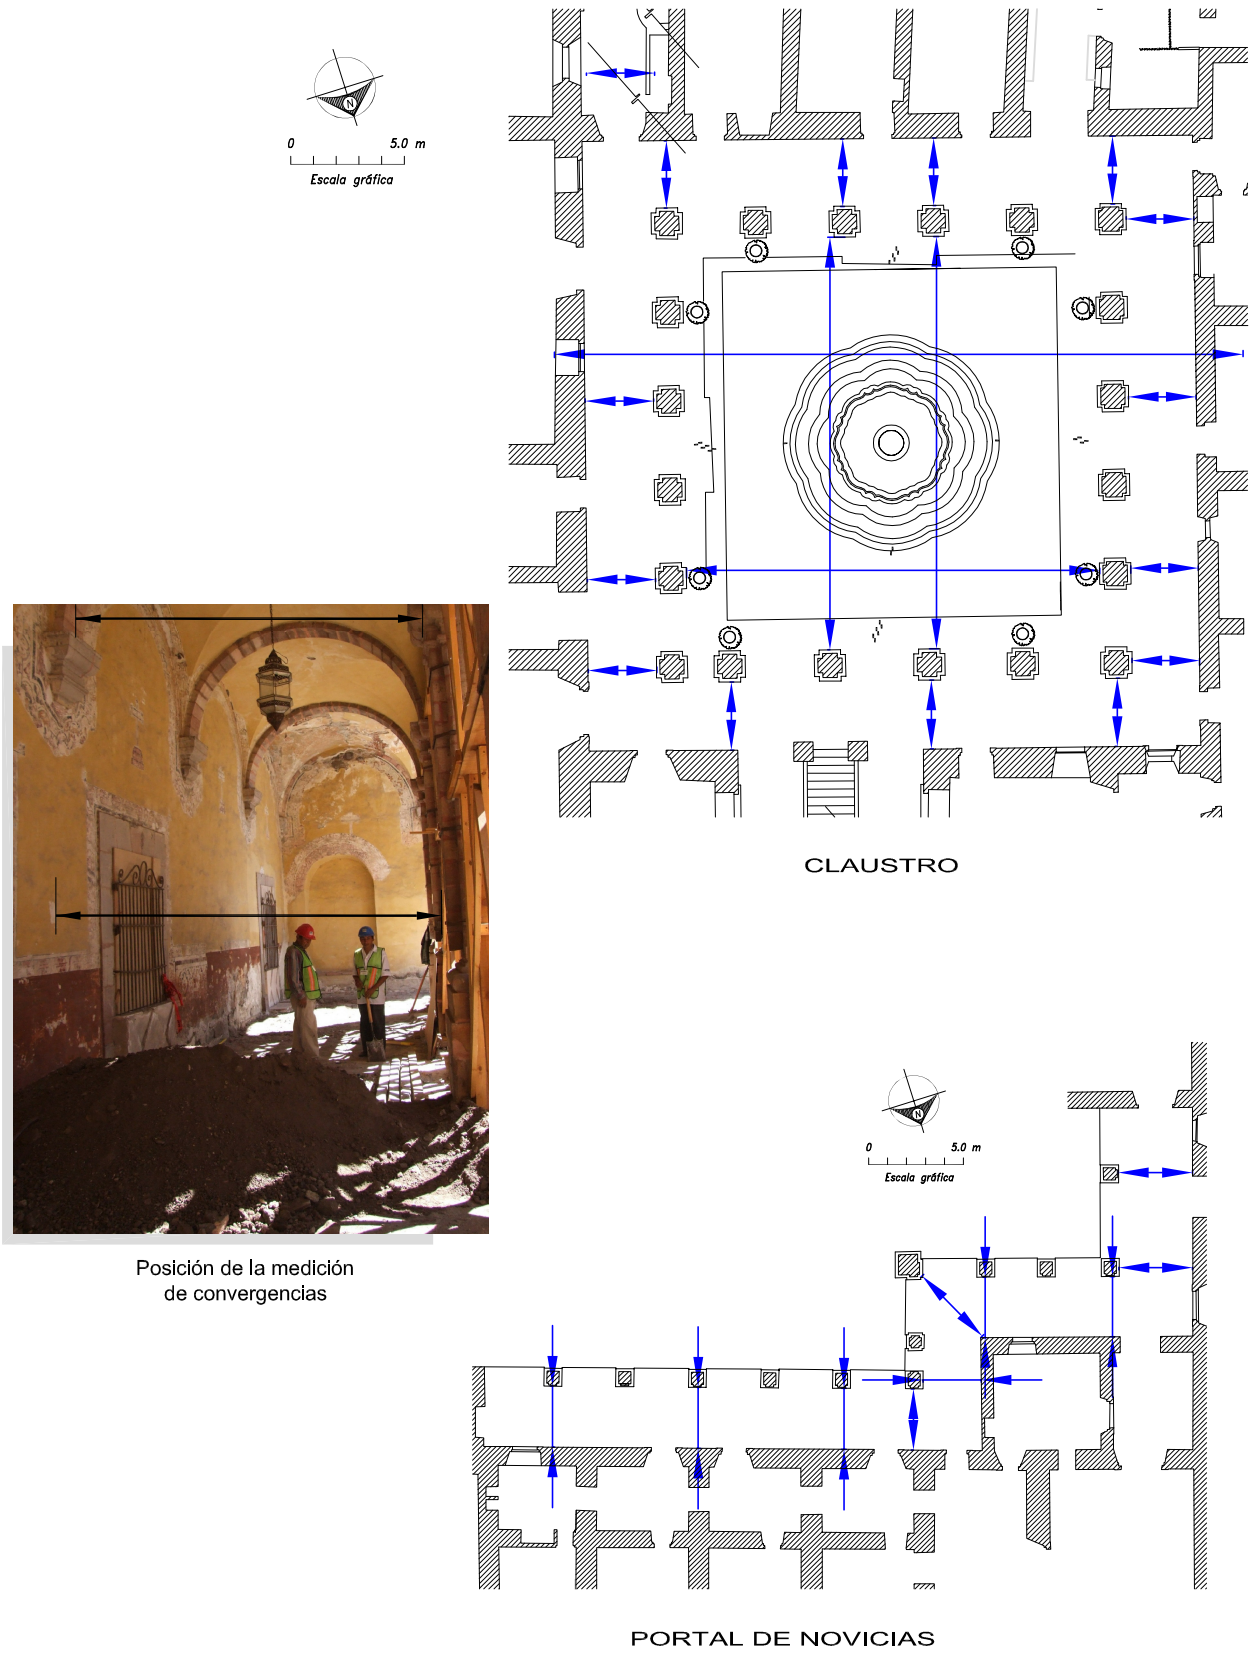 N
0 5.0 m
Escala gráfica
CLAUSTRO
Posición de la medición
de convergencias
N
0 5.0 m
Escala gráfica
PORTAL DE NOVICIAS